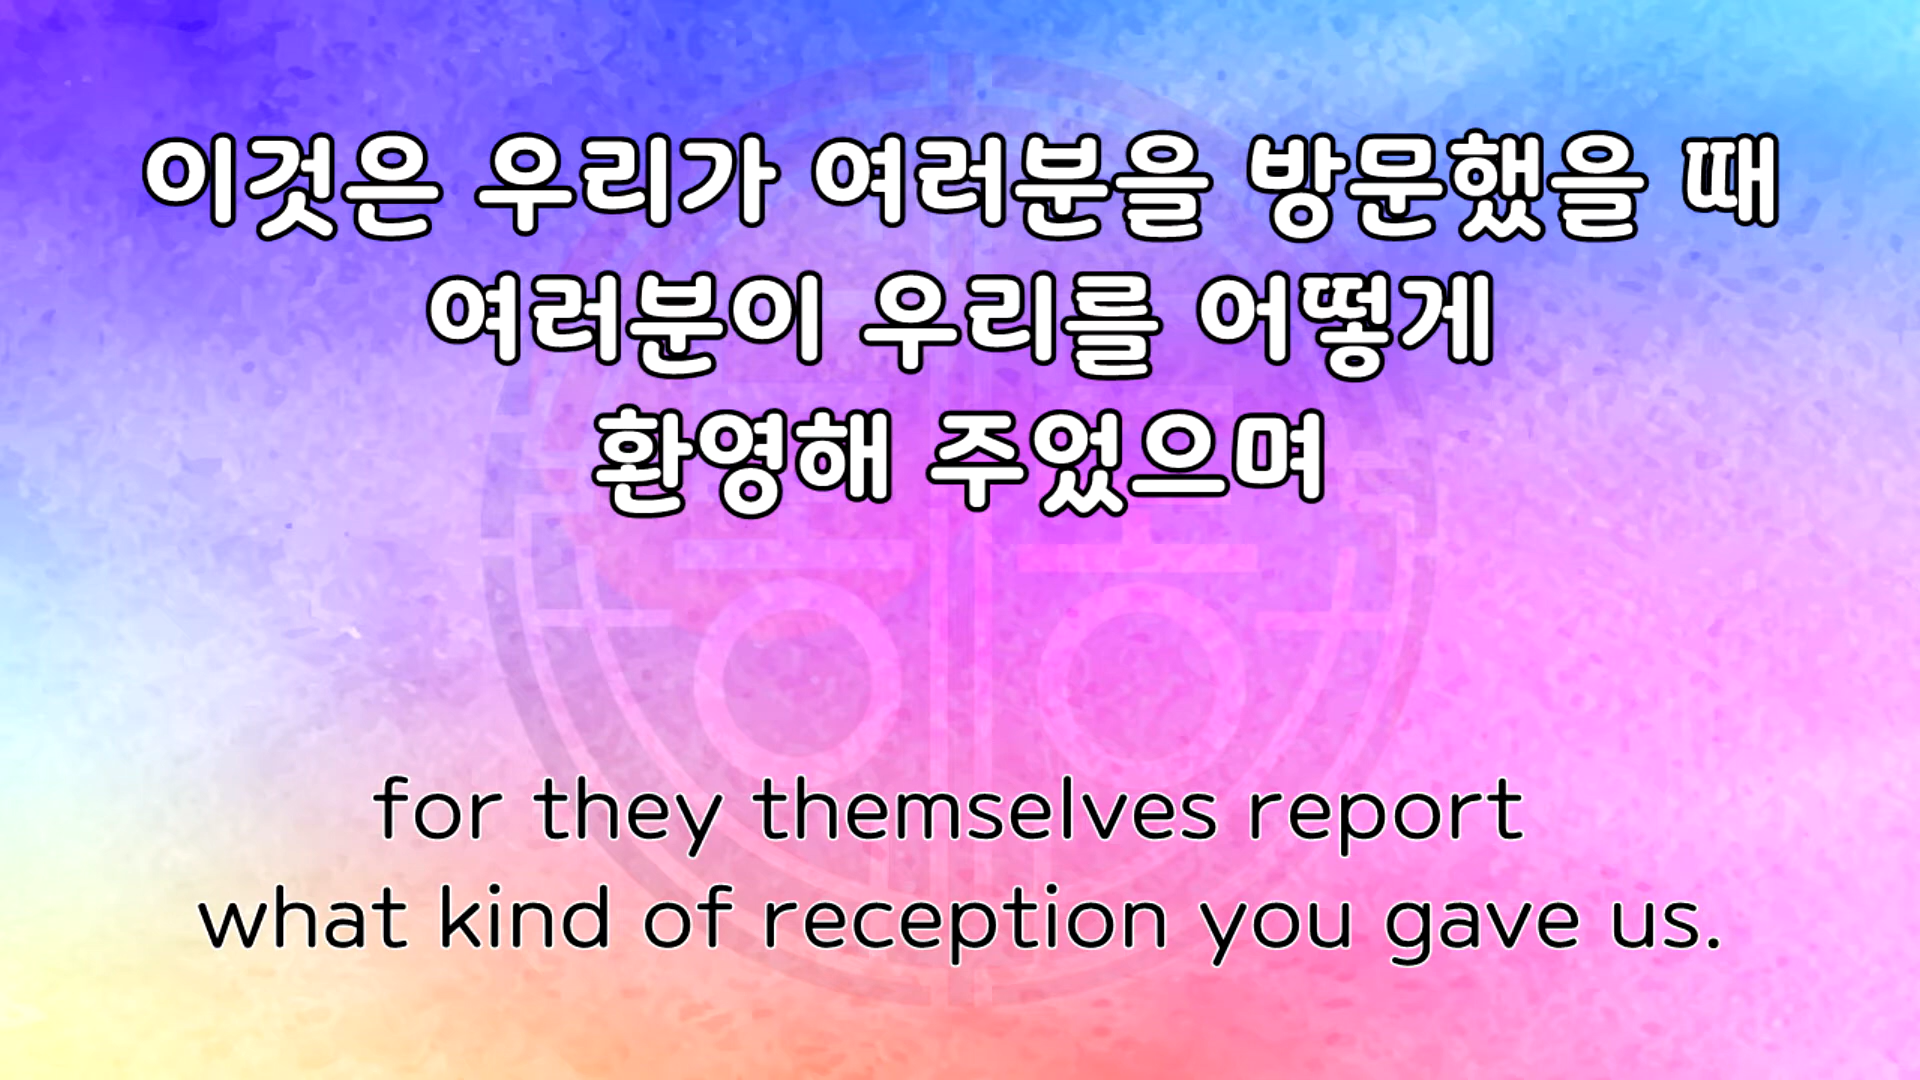 이것은 우리가 여러분을 방문했을 때
여러분이 우리를 어떻게
환영해 주었으며
for they themselves report
what kind of reception you gave us.